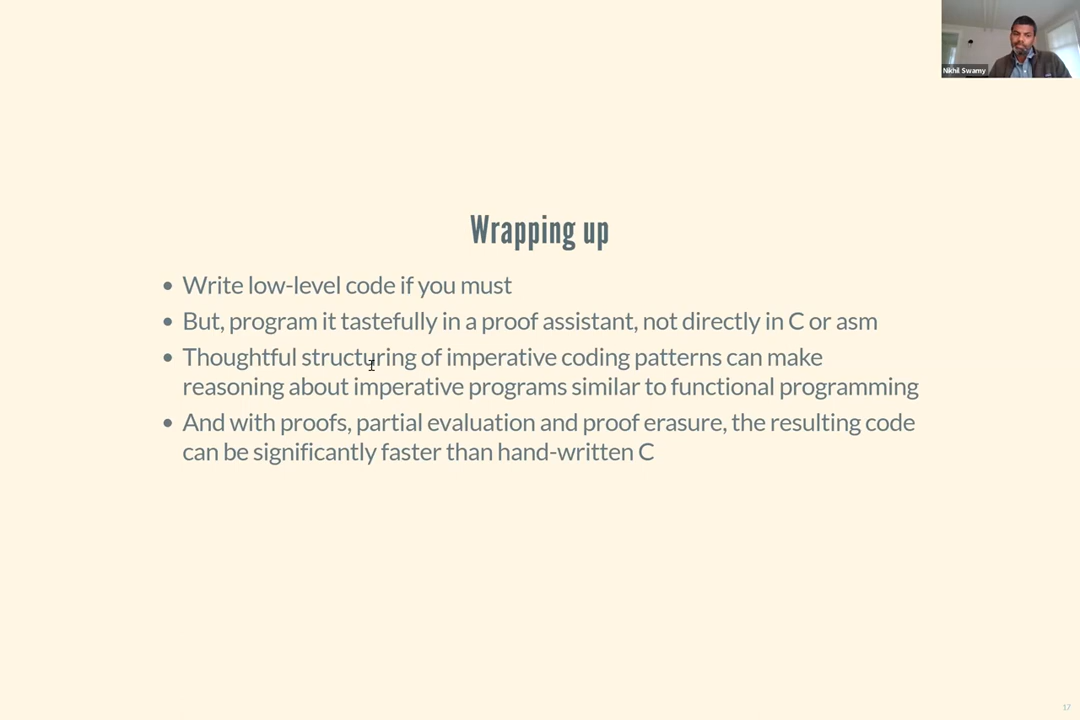 Nikhil Swamy
Wrapping up
Write low-level code if you must
But, program it tastefully in a proof assistant, not directly in C or asm
Thoughtful structuring of imperative coding patterns can make
reasoning about imperative programs similar to functional programming
And with proofs, partial evaluation and proof erasure, the resulting code
can be significantly faster than hand-written C
17